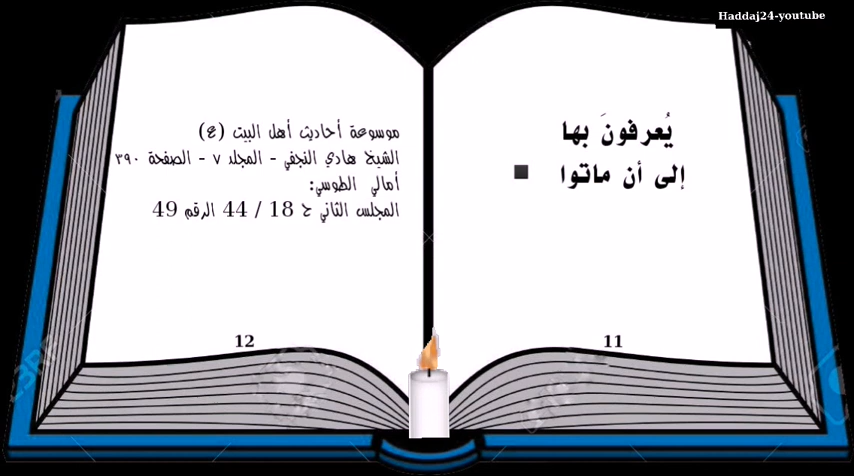 Haddaj24-youtube
يُعرفونَ بها
إلى أن ماتوا ■
11
موسوعة أحاديث أهل البيت (ع)
الشيخ هادي النجفي - المجلد ٧ - الصفحة ٣٩٠
أمالي الطوسي:
المجلس الثاني ح 18 / 44 الرقم 49
12